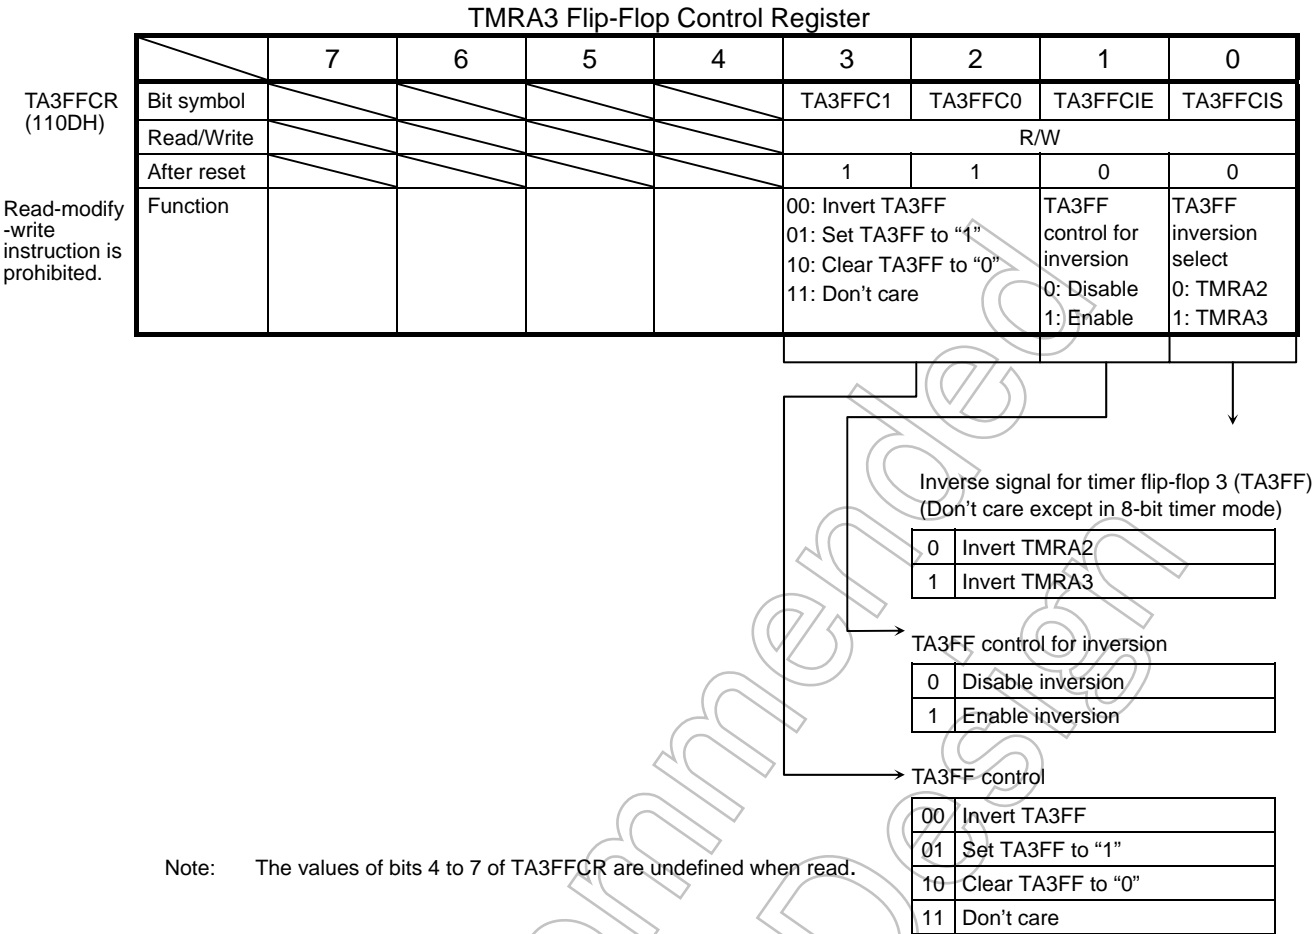 TMRA3 Flip-Flop Control Register
7 6 5 4 3 2 1 0
TA3FFCR
(110DH)
Bit symbol TA3FFC1 TA3FFC0 TA3FFCIE TA3FFCIS
Read/Write R/W
After reset 1 1 0 0
Read-modify
-write
instruction is
prohibited.
Function
00: Invert TA3FF
01: Set TA3FF to “1”
10: Clear TA3FF to “0”
11: Don’t care
TA3FF
control for
inversion
0: Disable
1: Enable
TA3FF
inversion
select
0: TMRA2
1: TMRA3
Inverse signal for timer flip-flop 3 (TA3FF)
(Don’t care except in 8-bit timer mode)
0 Invert TMRA2
1 Invert TMRA3
TA3FF control for inversion
0 Disable inversion
1 Enable inversion
TA3FF control
00 Invert TA3FF
01 Set TA3FF to “1”
10 Clear TA3FF to “0”
11 Don’t care
Note: The values of bits 4 to 7 of TA3FFCR are undefined when read.
ommended
Design